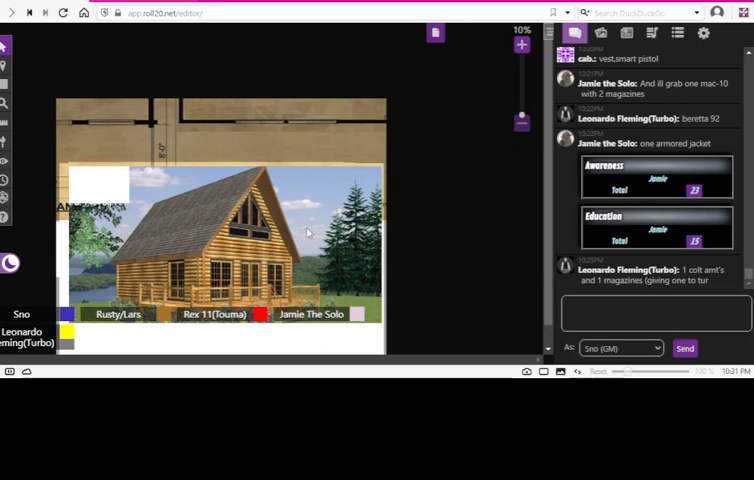 app.roll20.net/editor/
Search DuckDuckGo
10%
8'-0"
cab.: vest,smart pistol
10:21PM
Jamie the Solo: And ill grab one mac-10
with 2 magazines
10:22PM
Leonardo Fleming(Turbo): beretta 92
10:22PM
Jamie the Solo: one armored jacket
Awareness
Jamie
Total 23
Education
Jamie
Total 15
10:25PM
Leonardo Fleming(Turbo): 1 colt amt's
and 1 magazines (giving one to tur
Sno
Rusty/Lars
Rex 11(Touma)
Jamie The Solo
Leonardo
eming(Turbo)
As:
Sno (GM)
Send
Reset
100 %
10:31 PM